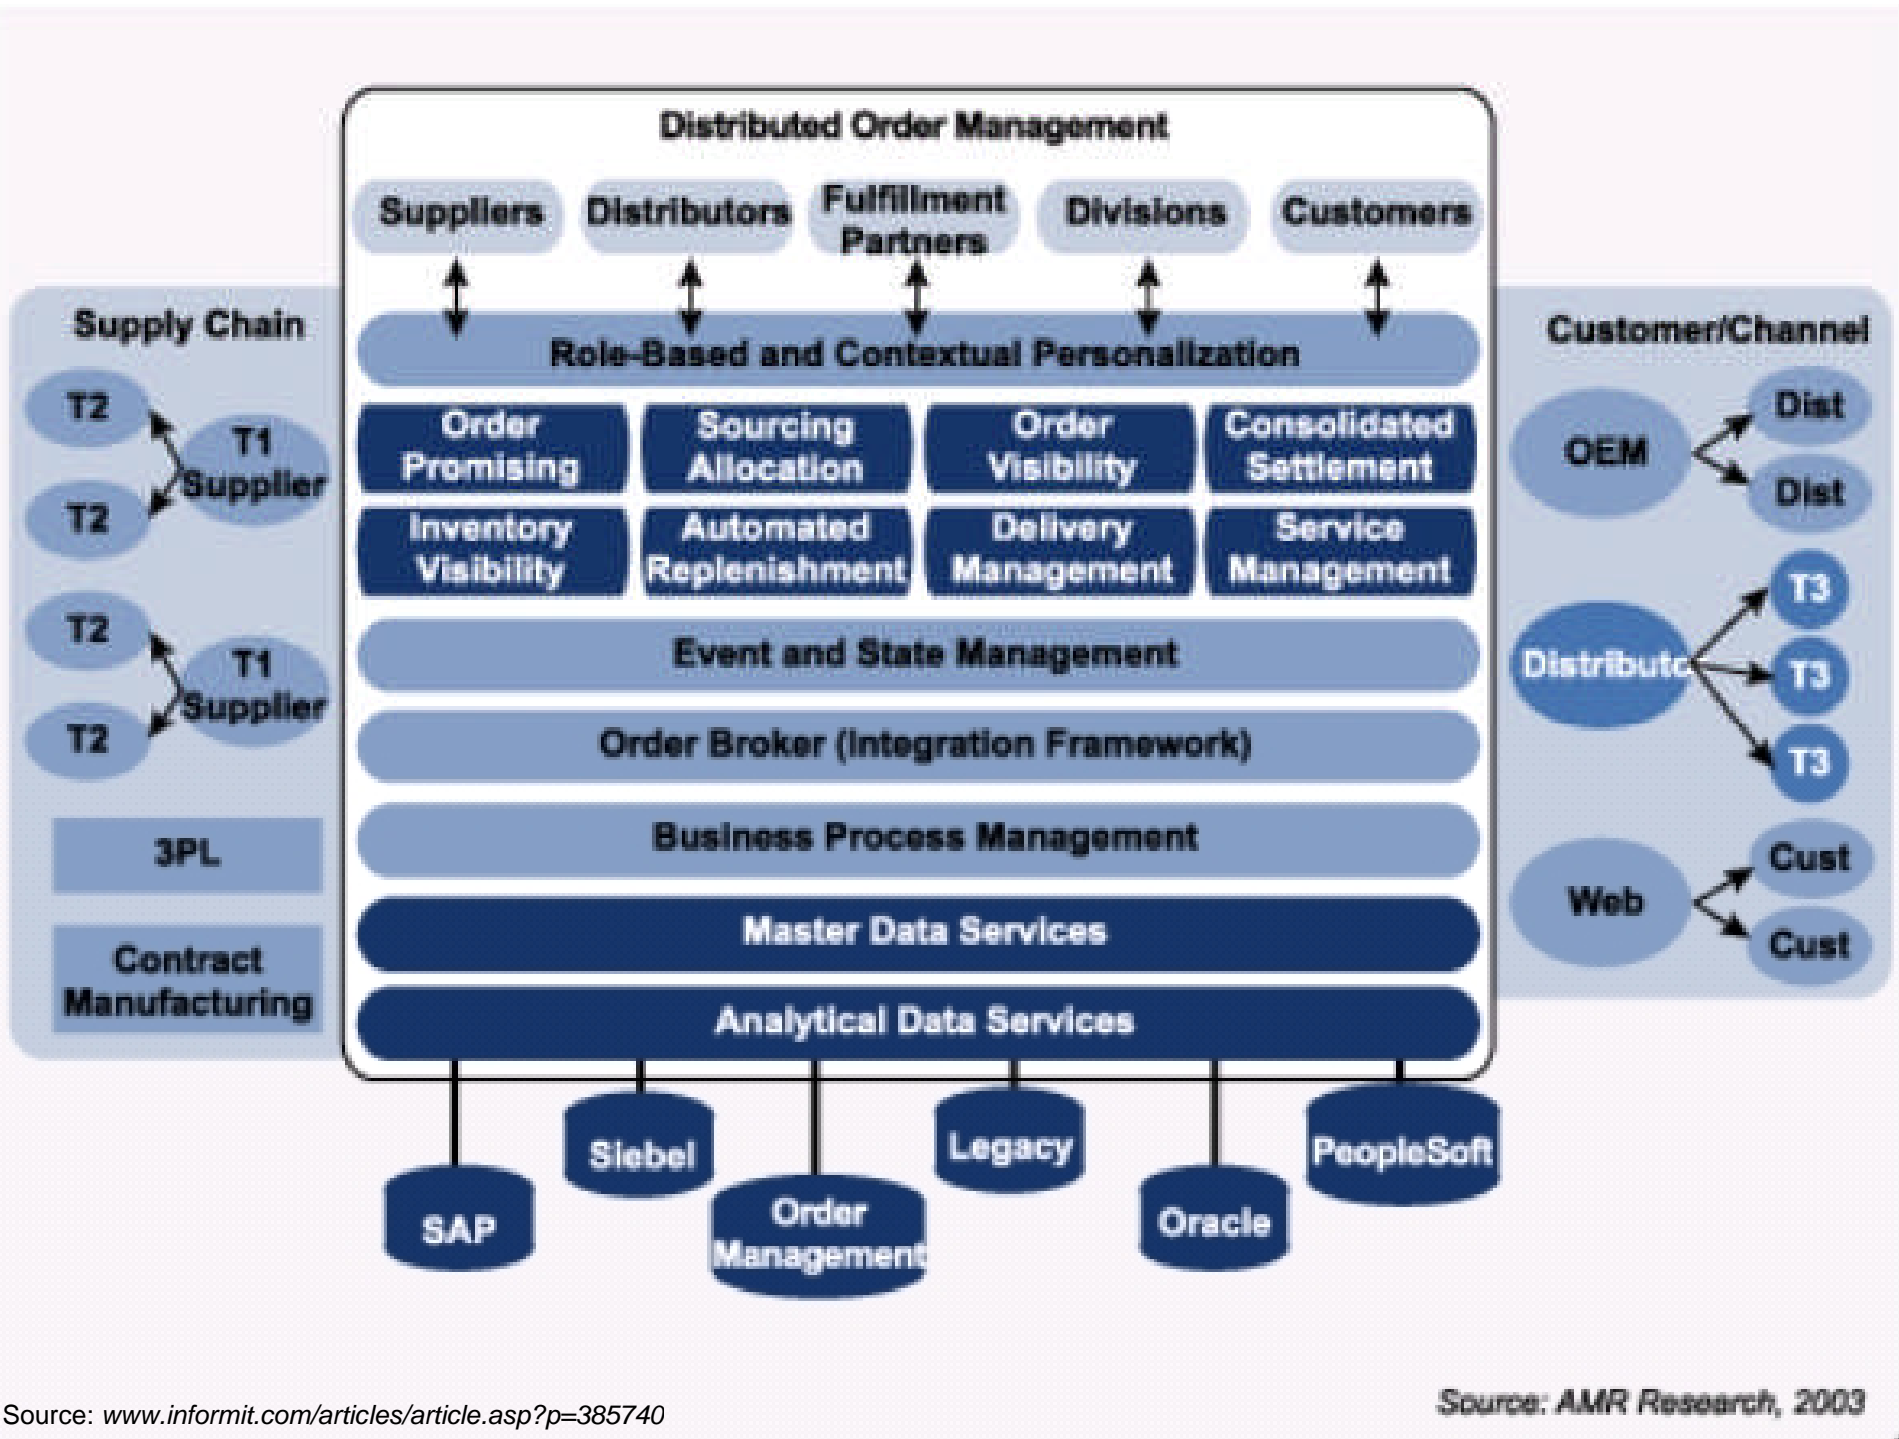 Distributed Order Management
Suppliers
Distributors
Fulfillment
Partners
Divisions
Customers
Role-Based and Contextual Personalization
Order
Promising
Sourcing
Allocation
Order
Visibility
Consolidated
Settlement
Inventory
Visibility
Automated
Replenishment
Delivery
Management
Service
Management
Event and State Management
Order Broker (Integration Framework)
Business Process Management
Master Data Services
Analytical Data Services
SAP
Siebel
Order
Management
Legacy
Oracle
PeopleSoft
Supply Chain
T2
T1
Supplier
T2
T2
T1
Supplier
T2
3PL
Contract
Manufacturing
Customer/Channel
OEM
Dist
Dist
Distributo
T3
T3
T3
Web
Cust
Cust
Source: www.informit.com/articles/article.asp?p=385740
Source: AMR Research, 2003